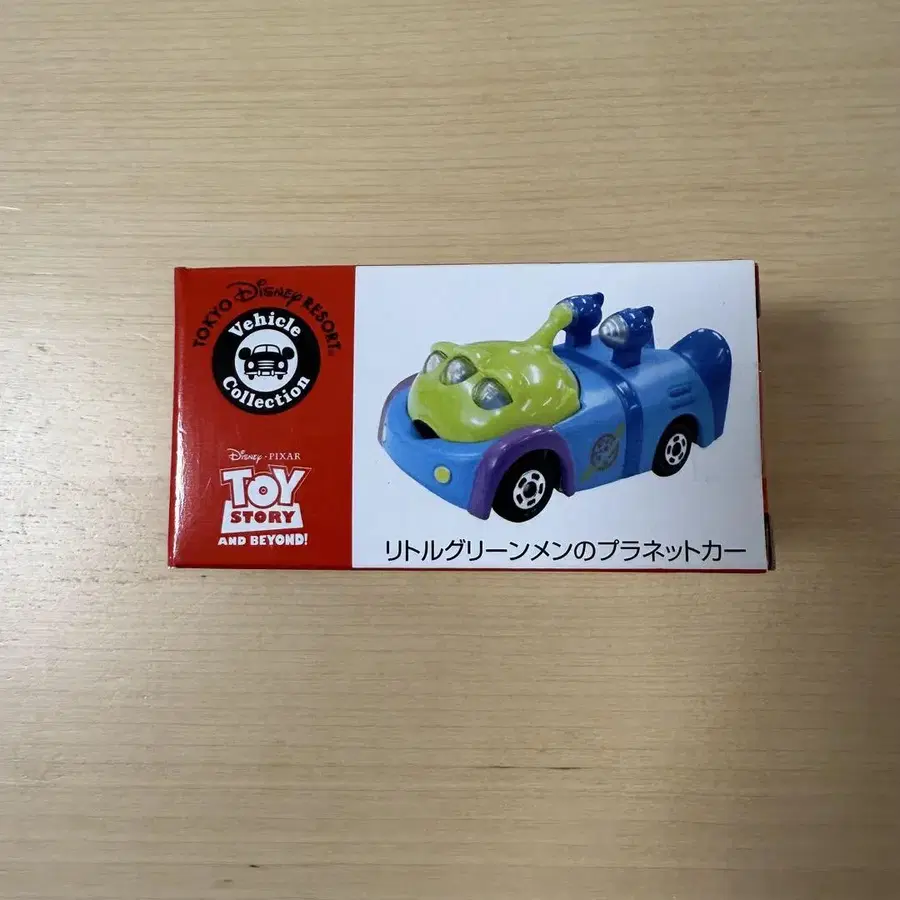 TOKYO Disney RESORT®
Vehicle
Collection
Disney · PIXAR
TOY
STORY
AND BEYOND!
リトルグリーンメンのプラネットカー